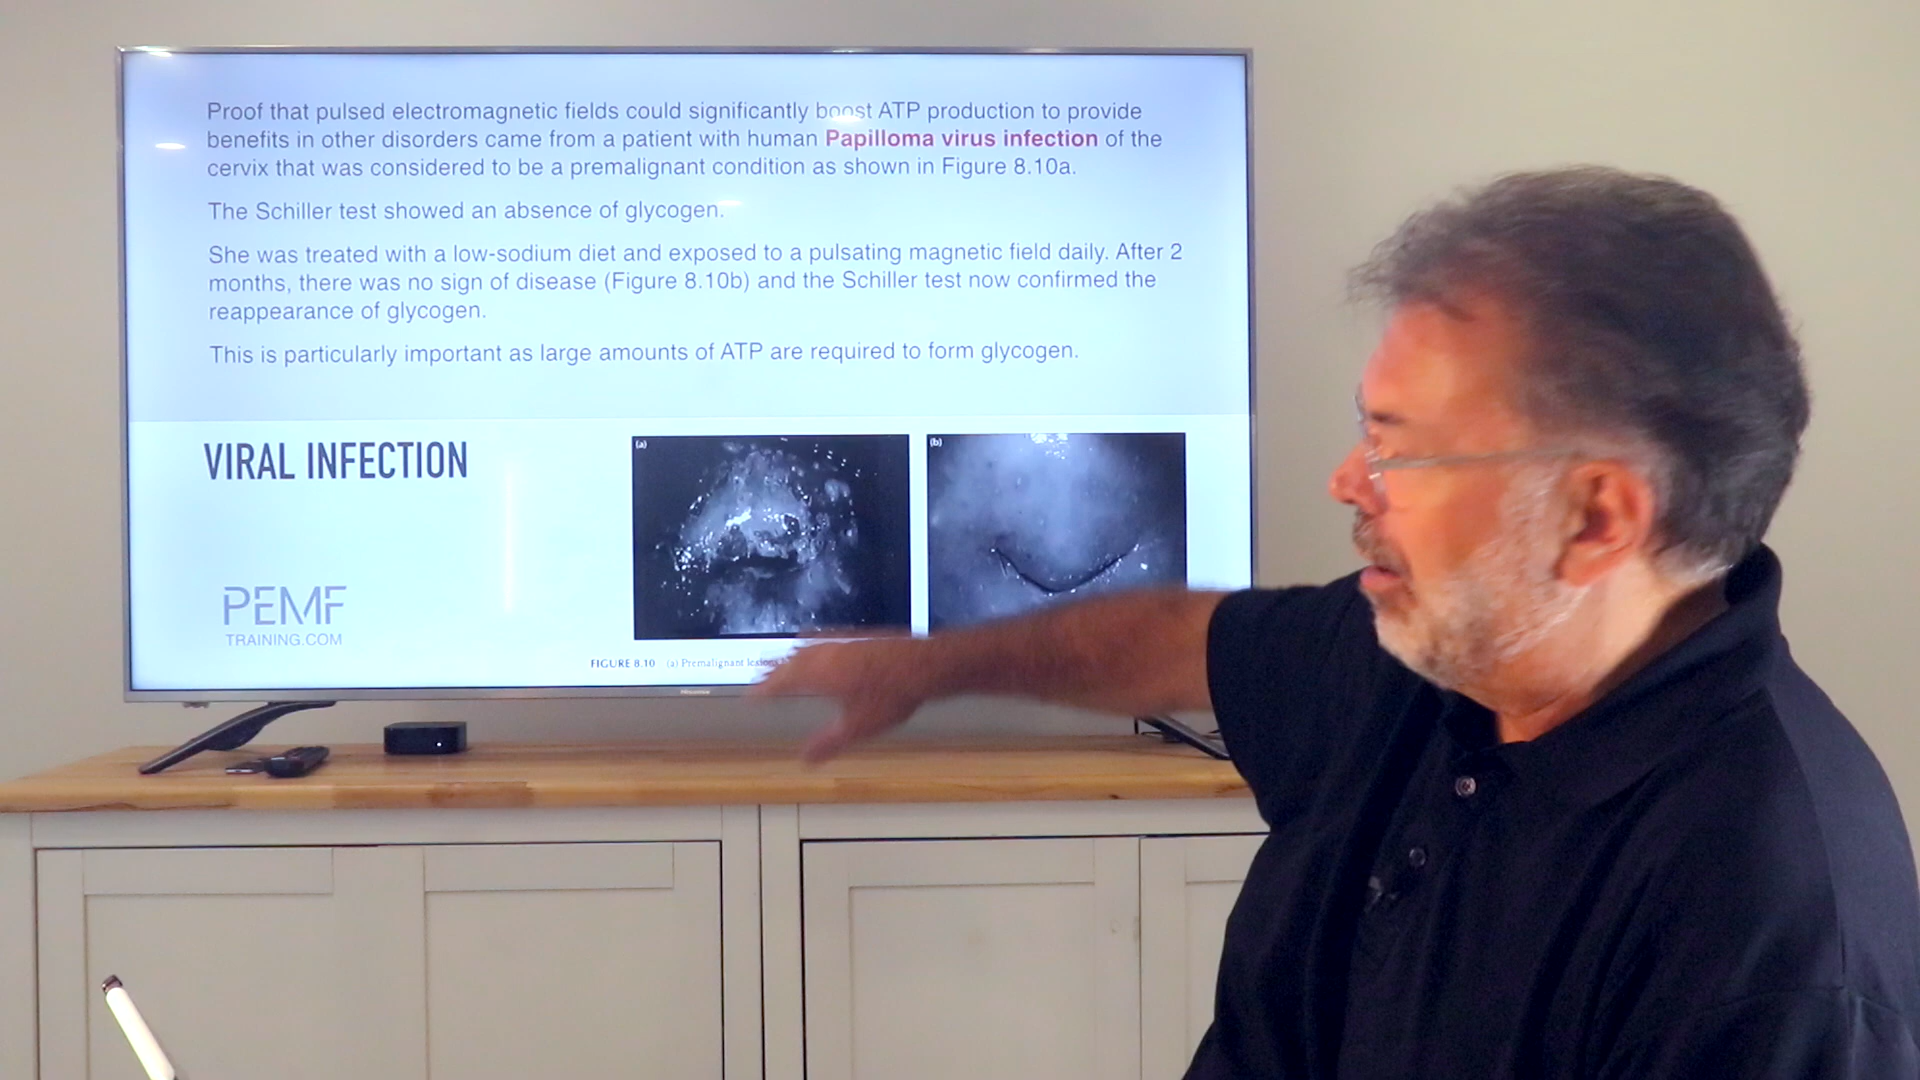 Proof that pulsed electromagnetic fields could significantly boost ATP production to provide
benefits in other disorders came from a patient with human Papilloma virus infection of the
cervix that was considered to be a premalignant condition as shown in Figure 8.10a.
The Schiller test showed an absence of glycogen.
She was treated with a low-sodium diet and exposed to a pulsating magnetic field daily. After 2
months, there was no sign of disease (Figure 8.10b) and the Schiller test now confirmed the
reappearance of glycogen.
This is particularly important as large amounts of ATP are required to form glycogen.
VIRAL INFECTION
(a)
(b)
PEMF
TRAINING.COM
FIGURE 8.10 (a) Premalignant lesions
Hisense